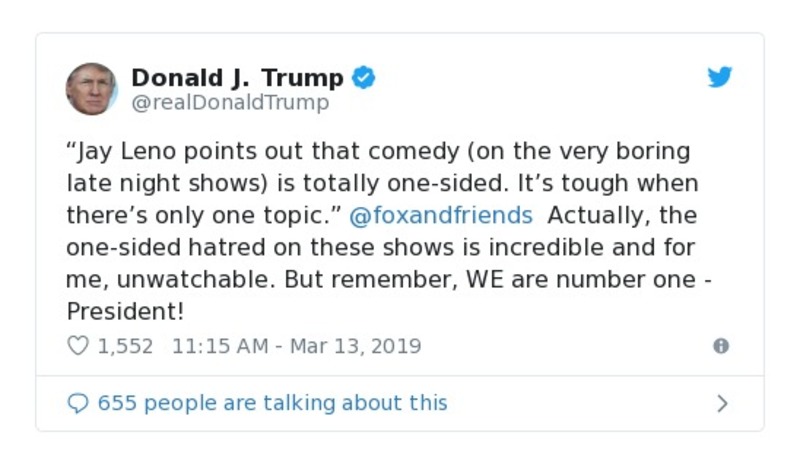 Donald J. Trump
@realDonaldTrump
“Jay Leno points out that comedy (on the very boring
late night shows) is totally one-sided. It’s tough when
there’s only one topic.” @foxandfriends  Actually, the
one-sided hatred on these shows is incredible and for
me, unwatchable. But remember, WE are number one -
President!
1,552 11:15 AM - Mar 13, 2019
655 people are talking about this